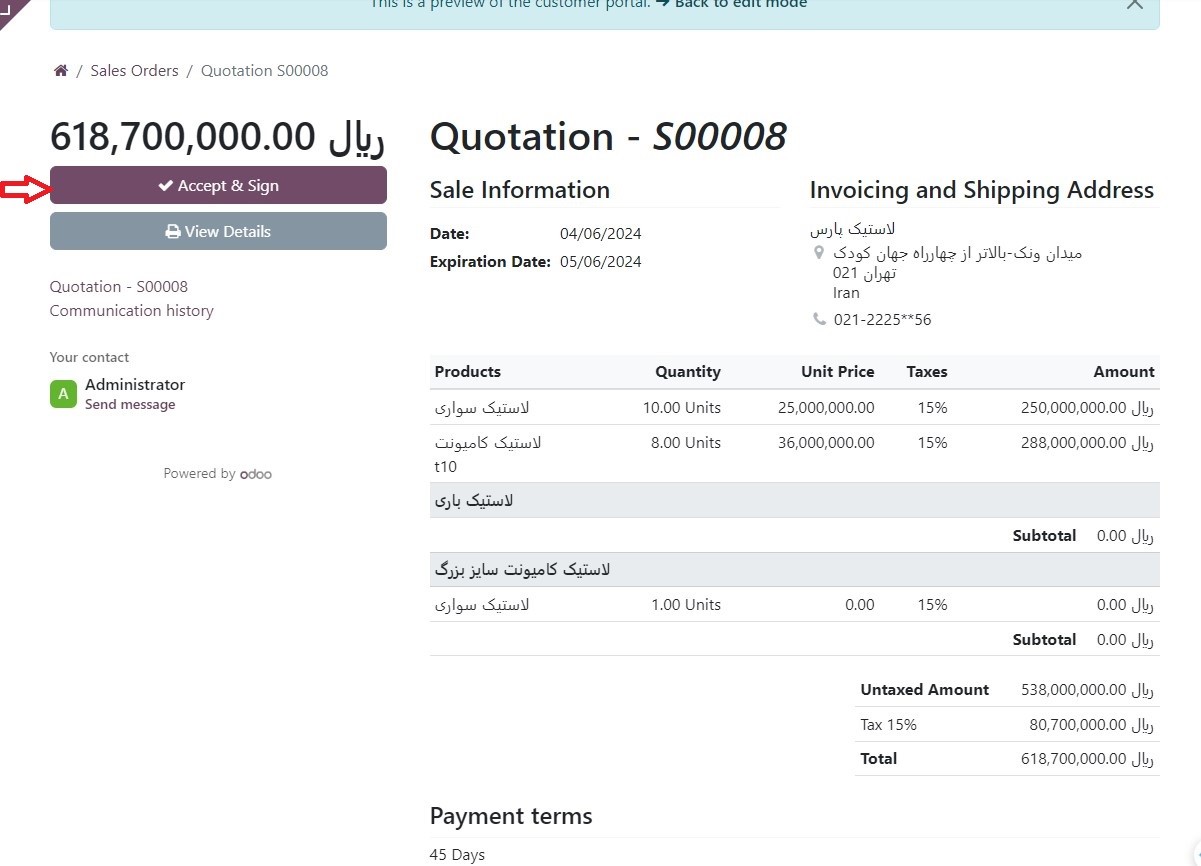 This is a preview of the customer portal. → Back to edit mode
/ Sales Orders / Quotation S00008
618,700,000.00 ریال
Accept & Sign
View Details
Quotation - S00008
Communication history
Your contact
A
Administrator
Send message
Powered by odoo
Quotation - S00008
Sale Information
Date: 04/06/2024
Expiration Date: 05/06/2024
Invoicing and Shipping Address
لاستیک پارس
میدان ونک-بالاتر از چهارراه جهان کودک
تهران 021
Iran
021-2225**56
Products Quantity Unit Price Taxes Amount
لاستیک سواری 10.00 Units 25,000,000.00 15% 250,000,000.00 ریال
لاستیک کامیونت 8.00 Units 36,000,000.00 15% 288,000,000.00 ریال
t10
لاستیک باری
Subtotal 0.00 ریال
لاستیک کامیونت سایز بزرگ
لاستیک سواری 1.00 Units 0.00 15% 0.00 ریال
Subtotal 0.00 ریال
Untaxed Amount 538,000,000.00 ریال
Tax 15% 80,700,000.00 ریال
Total 618,700,000.00 ریال
Payment terms
45 Days